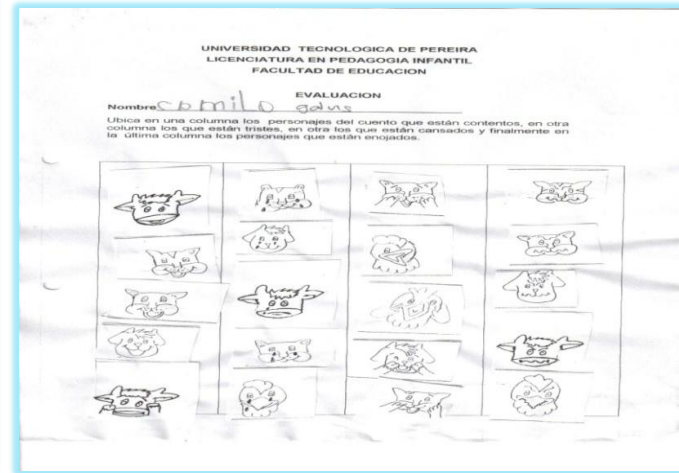 UNIVERSIDAD TECNOLOGICA DE PEREIRA
LICENCIATURA EN PEDAGOGIA INFANTIL
FACULTAD DE EDUCACION
EVALUACION
Nombre comilo
Ubica en una columna los personajes del cuento que están contentos, en otra
columna los que están tristes, en otra los que están cansados y finalmente en
la última columna los personajes que están enojados.